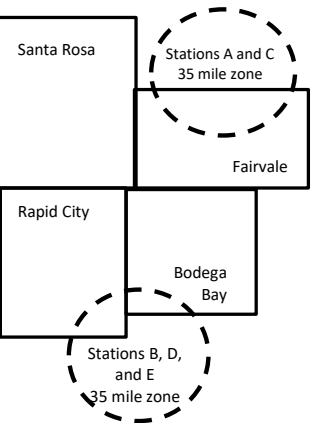 Santa Rosa
Stations A and C
35 mile zone
Fairvale
Rapid City
Bodega
Bay
Stations B, D,
and E
35 mile zone